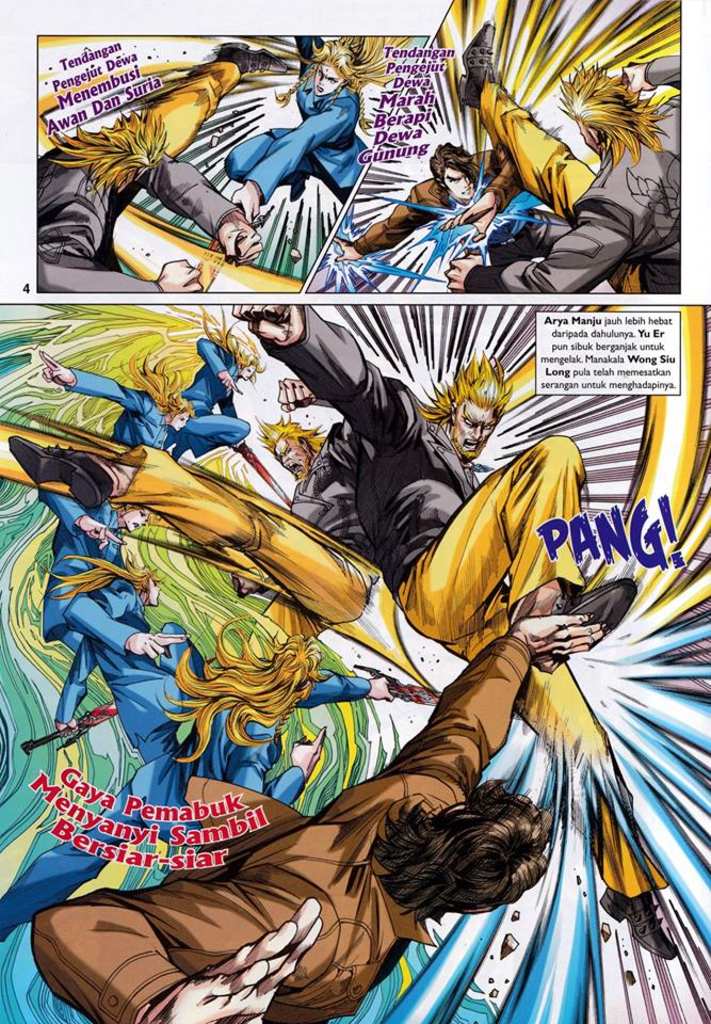 Tendangan
Pengejut Dewa
Menembusi
Awan Dan Suria
Tendangan
Pengejut
Dewa
Marah
Berapi
Dewa
Gunung
4
Arya Manju jauh lebih hebat
daripada dahulunya. Yu Er
pun sibuk berganjak untuk
mengelak. Manakala Wong Siu
Long pula telah memesatkan
serangan untuk menghadapinya.
PANG!
Gaya Pemabuk
Menyanyi Sambil
Bersiar-siar